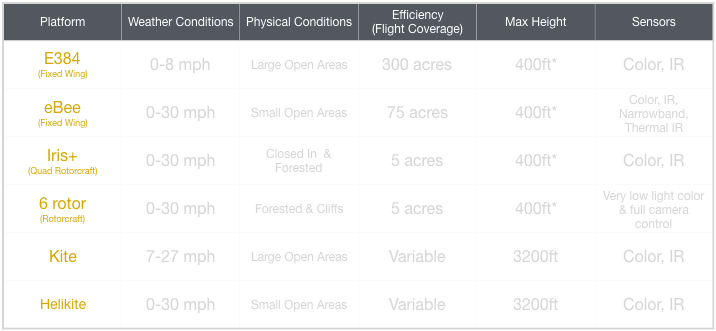 Platform Weather Conditions Physical Conditions Efficiency (Flight Coverage) Max Height Sensors
E384 (Fixed Wing) 0-8 mph Large Open Areas 300 acres 400ft* Color, IR
eBee (Fixed Wing) 0-30 mph Small Open Areas 75 acres 400ft* Color, IR, Narrowband, Thermal IR
Iris+ (Quad Rotorcraft) 0-30 mph Closed In & Forested 5 acres 400ft* Color, IR
6 rotor (Rotorcraft) 0-30 mph Forested & Cliffs 5 acres 400ft* Very low light color & full camera control
Kite 7-27 mph Large Open Areas Variable 3200ft Color, IR
Helikite 0-30 mph Small Open Areas Variable 3200ft Color, IR